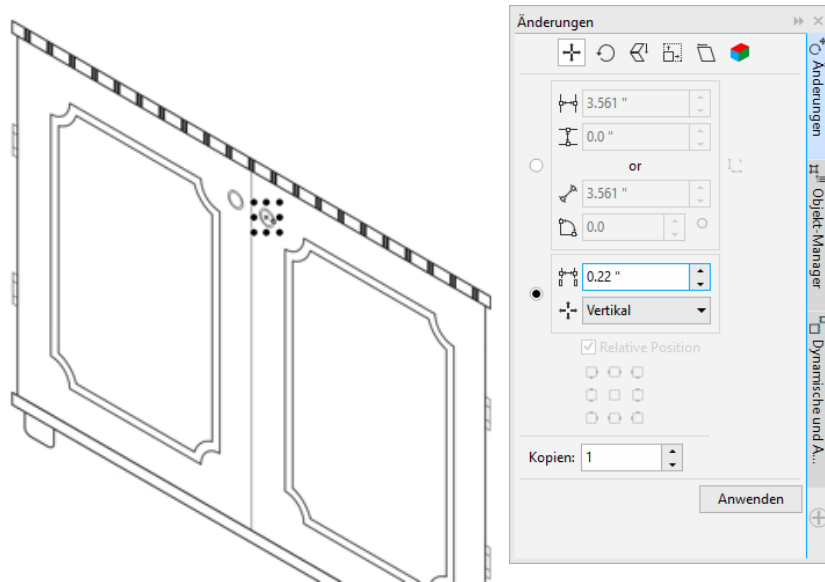 Änderungen
3.561 "
0.0 "
or
3.561 "
0.0
0.22 "
Vertikal
Relative Position
Kopien: 1
Anwenden
Änderungen
Objekt-Manager
Dynamische und A...